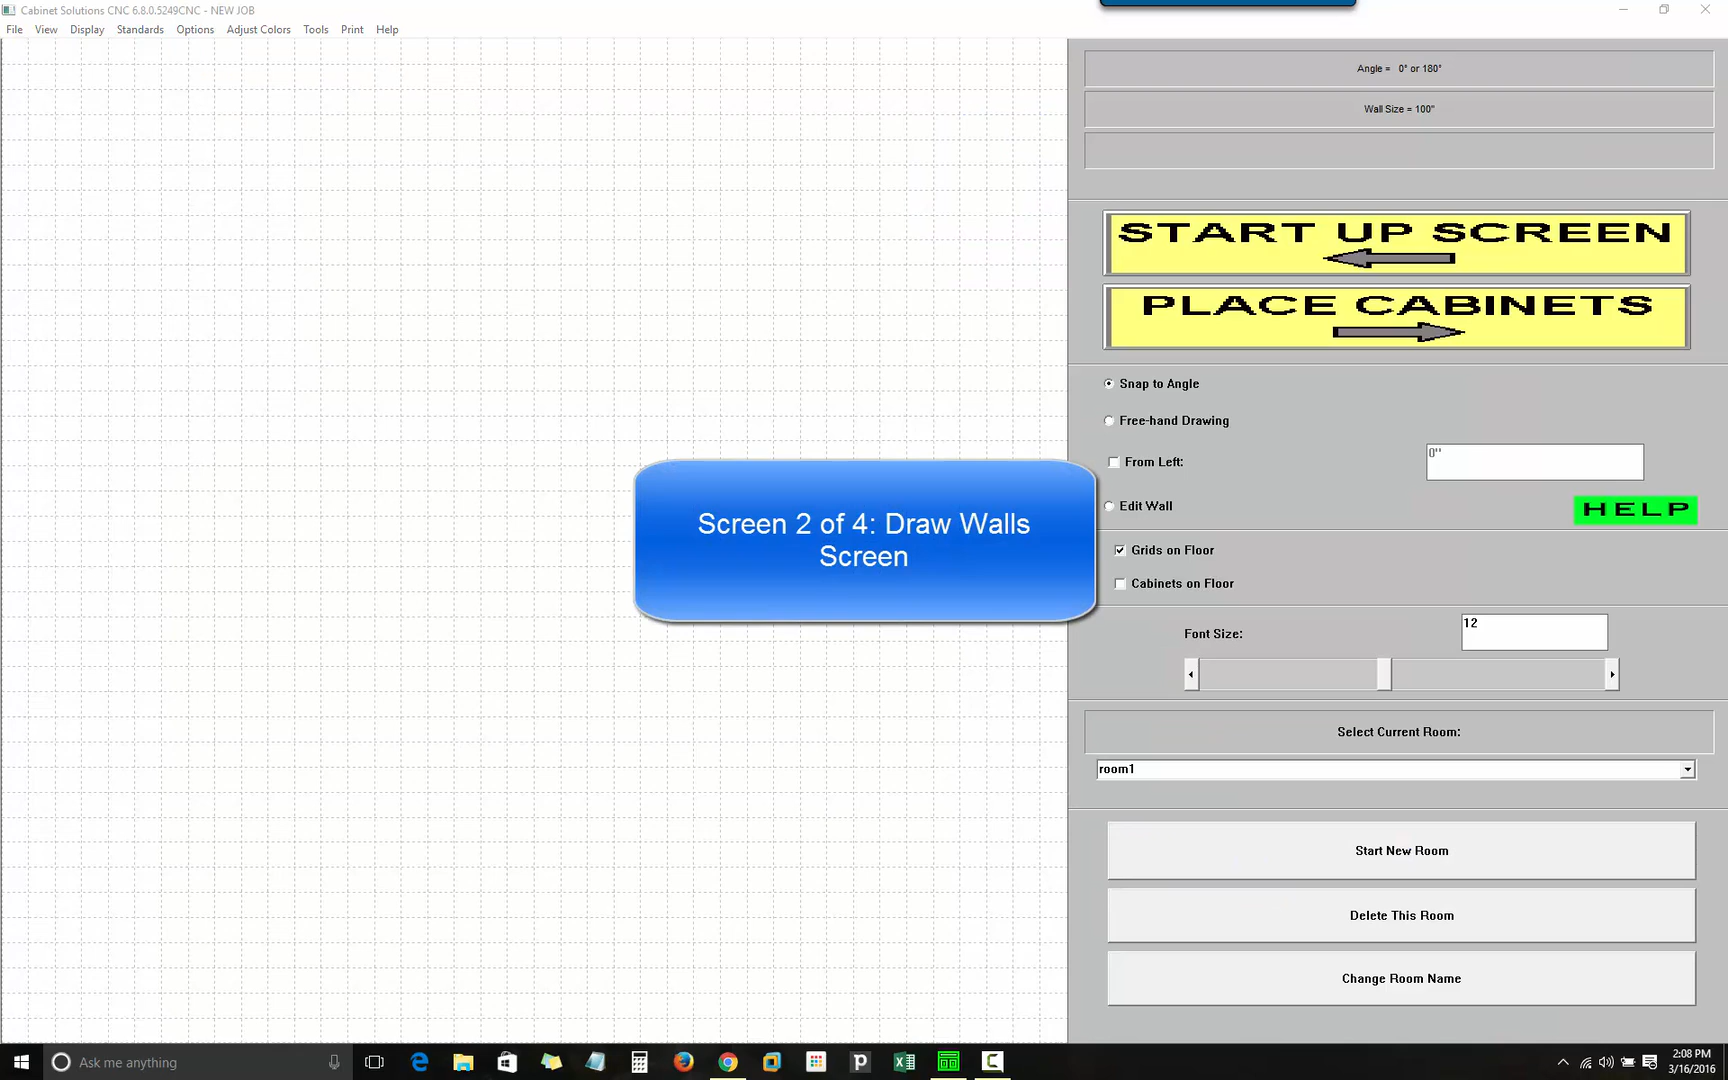 Cabinet Solutions CNC 6.8.0.5249CNC - NEW JOB
File View Display Standards Options Adjust Colors Tools Print Help
Angle = 0° or 180°
Wall Size = 100"
START UP SCREEN
PLACE CABINETS
Snap to Angle
Free-hand Drawing
From Left: 0"
Edit Wall
HELP
Screen 2 of 4: Draw Walls
Screen
Grids on Floor
Cabinets on Floor
Font Size: 12
Select Current Room:
room1
Start New Room
Delete This Room
Change Room Name
Ask me anything
2:08 PM
3/16/2016